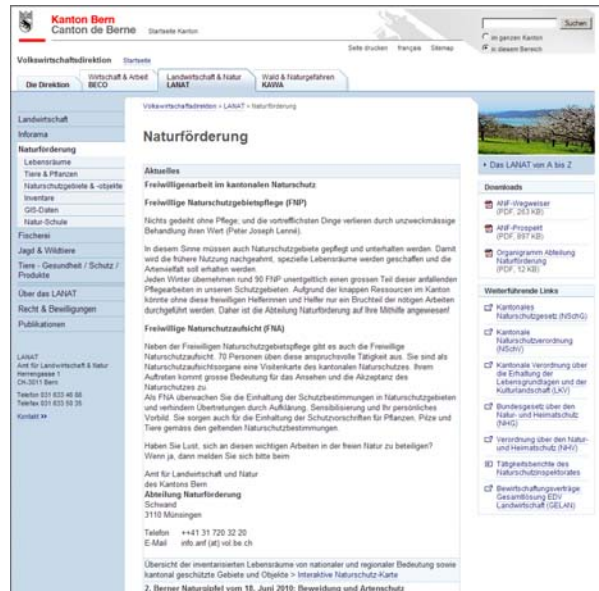 Kanton Bern
Canton de Berne
Startseite Kanton
Suchen
im ganzen Kanton
in diesem Bereich
Seite drucken français Sitemap
Volkswirtschaftsdirektion Startseite
Die Direktion
Wirtschaft & Arbeit
BECO
Landwirtschaft & Natur
LANAT
Wald & Naturgefahren
KAWA
Landwirtschaft
Inforama
Naturförderung
Lebensräume
Tiere & Pflanzen
Naturschutzgebiete & -objekte
Inventare
GIS-Daten
Natur-Schule
Fischerei
Jagd & Wildtiere
Tiere - Gesundheit / Schutz /
Produkte
Über das LANAT
Recht & Bewilligungen
Publikationen
LANAT
Amt für Landwirtschaft & Natur
Herrengasse 1
CH-3011 Bern
Telefon 031 633 46 88
Telefax 031 633 50 35
Kontakt »
Volkswirtschaftsdirektion > LANAT > Naturförderung
Naturförderung
Aktuelles
Freiwilligenarbeit im kantonalen Naturschutz
Freiwillige Naturschutzgebietpflege (FNP)
Nichts gedeiht ohne Pflege; und die vortrefflichsten Dinge verlieren durch unzweckmässige
Behandlung ihren Wert (Peter Joseph Lenné).
In diesem Sinne müssen auch Naturschutzgebiete gepflegt und unterhalten werden. Damit
wird die frühere Nutzung nachgeahmt, spezielle Lebensräume werden geschaffen und die
Artenvielfalt soll erhalten werden.
Jeden Winter übernehmen rund 90 FNP unentgeltlich einen grossen Teil dieser anfallenden
Pflegearbeiten in unseren Schutzgebieten. Aufgrund der knappen Ressourcen im Kanton
könnte ohne diese freiwilligen Helferinnen und Helfer nur ein Bruchteil der nötigen Arbeiten
durchgeführt werden. Daher ist die Abteilung Naturförderung auf Ihre Mithilfe angewiesen!
Freiwillige Naturschutzaufsicht (FNA)
Neben der Freiwilligen Naturschutzgebietspflege gibt es auch die Freiwillige
Naturschutzaufsicht. 70 Personen üben diese anspruchsvolle Tätigkeit aus. Sie sind als
Naturschutzaufsichtsorgane eine Visitenkarte des kantonalen Naturschutzes. Ihrem
Auftreten kommt grosse Bedeutung für das Ansehen und die Akzeptanz des
Naturschutzes zu.
Als FNA überwachen Sie die Einhaltung der Schutzbestimmungen in Naturschutzgebieten
und verhindern Übertretungen durch Aufklärung, Sensibilisierung und Ihr persönliches
Vorbild. Sie sorgen auch für die Einhaltung der Schutzvorschriften für Pflanzen, Pilze und
Tiere gemäss den geltenden Naturschutzbestimmungen.
Haben Sie Lust, sich an diesen wichtigen Arbeiten in der freien Natur zu beteiligen?
Wenn ja, dann melden Sie sich bitte beim
Amt für Landwirtschaft und Natur
des Kantons Bern
Abteilung Naturförderung
Schwand
3110 Münsingen
Telefon ++41 31 720 32 20
E-Mail info.anf (at) vol.be.ch
Übersicht der inventarisierten Lebensräume von nationaler und regionaler Bedeutung sowie
kantonal geschützte Gebiete und Objekte > Interaktive Naturschutz-Karte
2. Berner Naturgipfel vom 18. Juni 2010: Beweidung und Artenschutz
Das LANAT von A bis Z
Downloads
ANF-Wegweiser
(PDF, 263 KB)
ANF-Prospekt
(PDF, 897 KB)
Organigramm Abteilung
Naturförderung
(PDF, 12 KB)
Weiterführende Links
Kantonales
Naturschutzgesetz (NSchG)
Kantonale
Naturschutzverordnung
(NSchV)
Kantonale Verordnung über
die Erhaltung der
Lebensgrundlagen und der
Kulturlandschaft (LKV)
Bundesgesetz über den
Natur- und Heimatschutz
(NHG)
Verordnung über den Natur-
und Heimatschutz (NHV)
Tätigkeitsberichte des
Naturschutzinspektorates
Bewirtschaftungsverträge:
Gesamtlösung EDV
Landwirtschaft (GELAN)